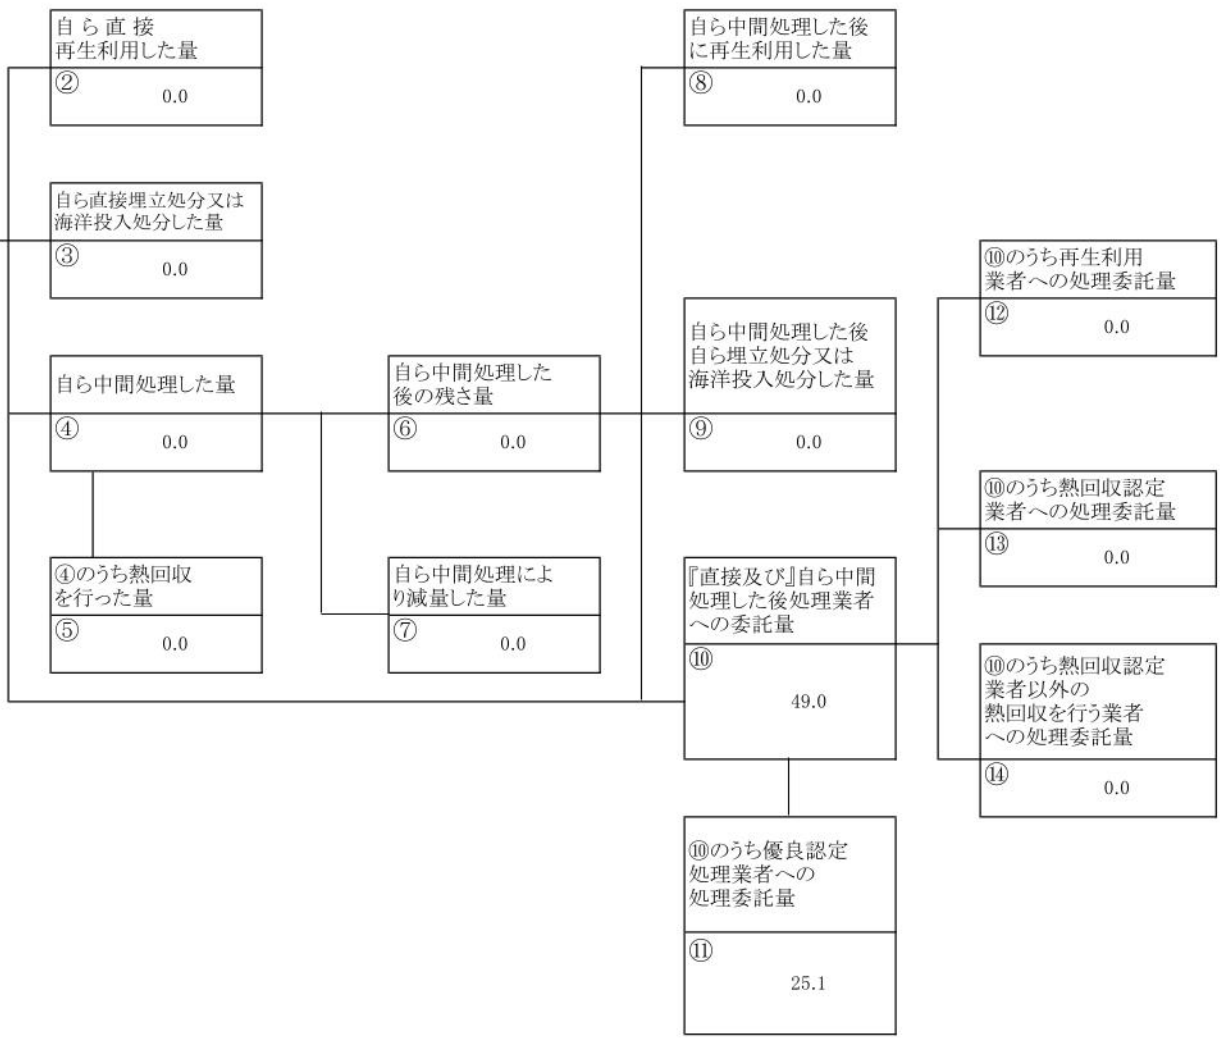 自 ら 直 接
再生利用した量
②
0.0
自ら直接埋立処分又は
海洋投入処分した量
③
0.0
自ら中間処理した量
④
0.0
④のうち熱回収
を行った量
⑤
0.0
自ら中間処理した
後の残さ量
⑥
0.0
自ら中間処理によ
り減量した量
⑦
0.0
自ら中間処理した後
に再生利用した量
⑧
0.0
自ら中間処理した後
自ら埋立処分又は
海洋投入処分した量
⑨
0.0
『直接及び』自ら中間
処理した後処理業者
への委託量
⑩
49.0
⑩のうち優良認定
処理業者への
処理委託量
⑪
25.1
⑩のうち再生利用
業者への処理委託量
⑫
0.0
⑩のうち熱回収認定
業者への処理委託量
⑬
0.0
⑩のうち熱回収認定
業者以外の
熱回収を行う業者
への処理委託量
⑭
0.0